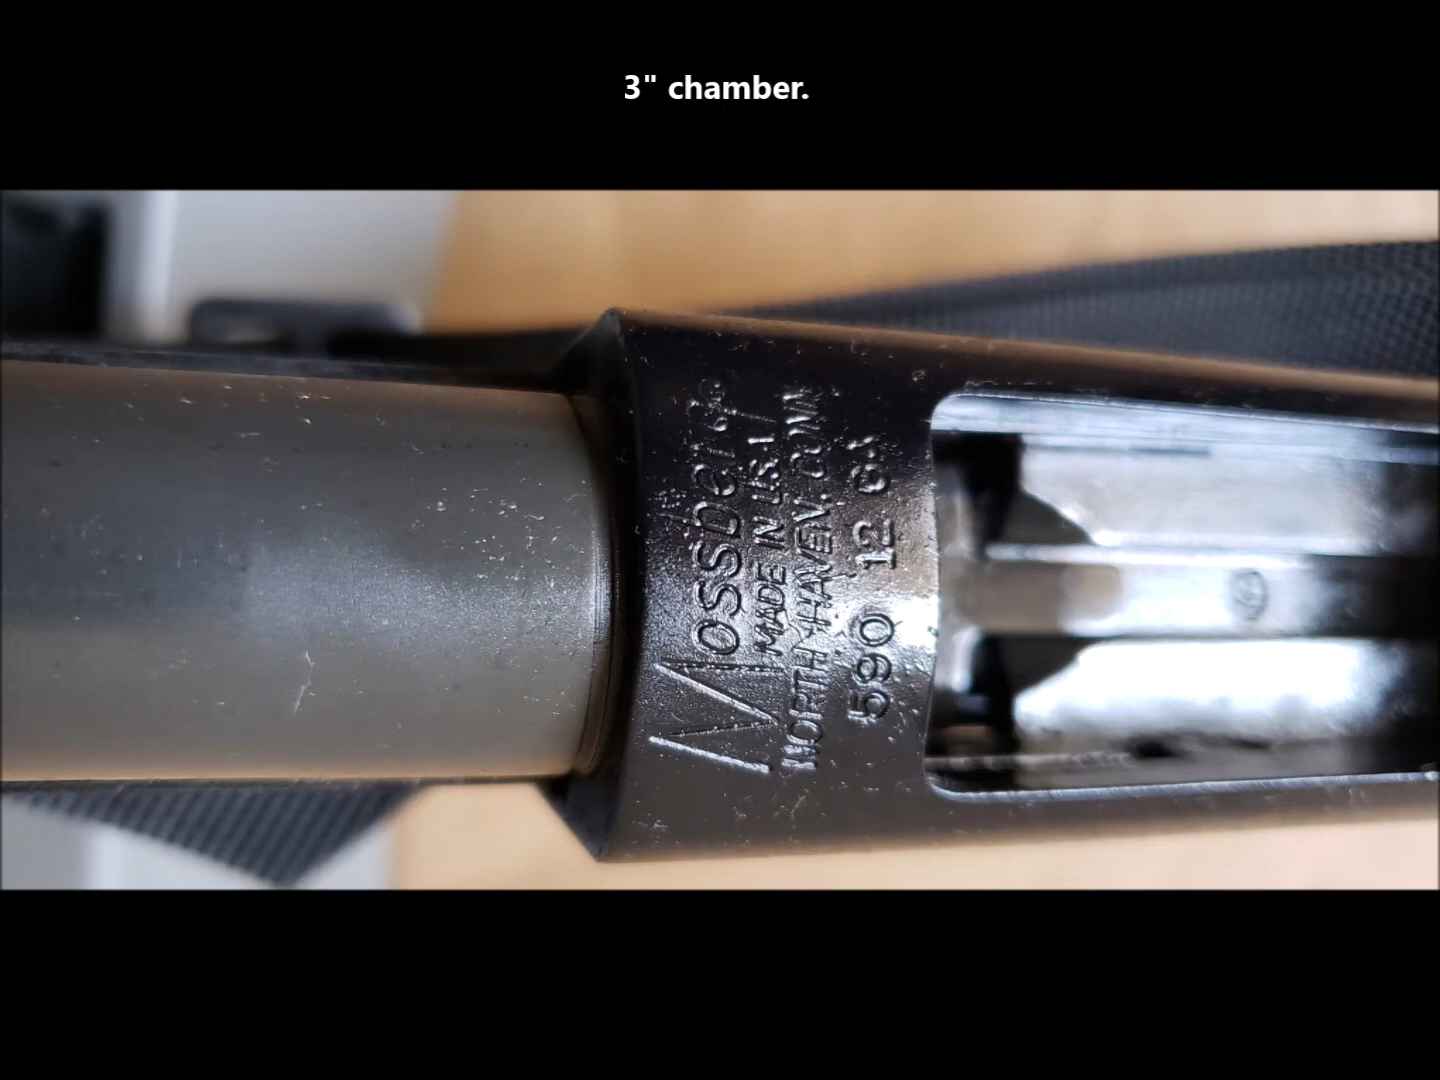 3" chamber.
Mossberg
MADE IN U.S.A
NORTH HAVEN, CONN
590 12 GA